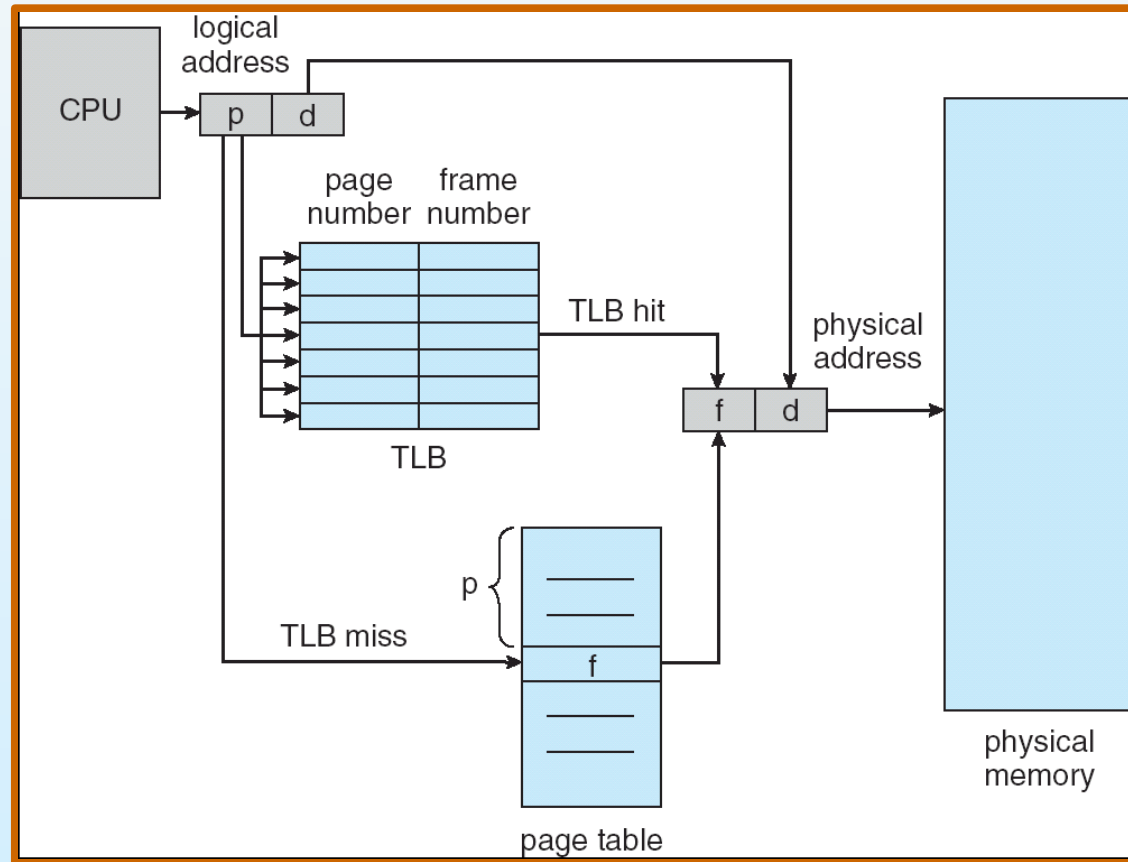 logical
address
CPU
p
d
page
number
frame
number
TLB hit
physical
address
f
d
TLB
p
TLB miss
f
physical
memory
page table